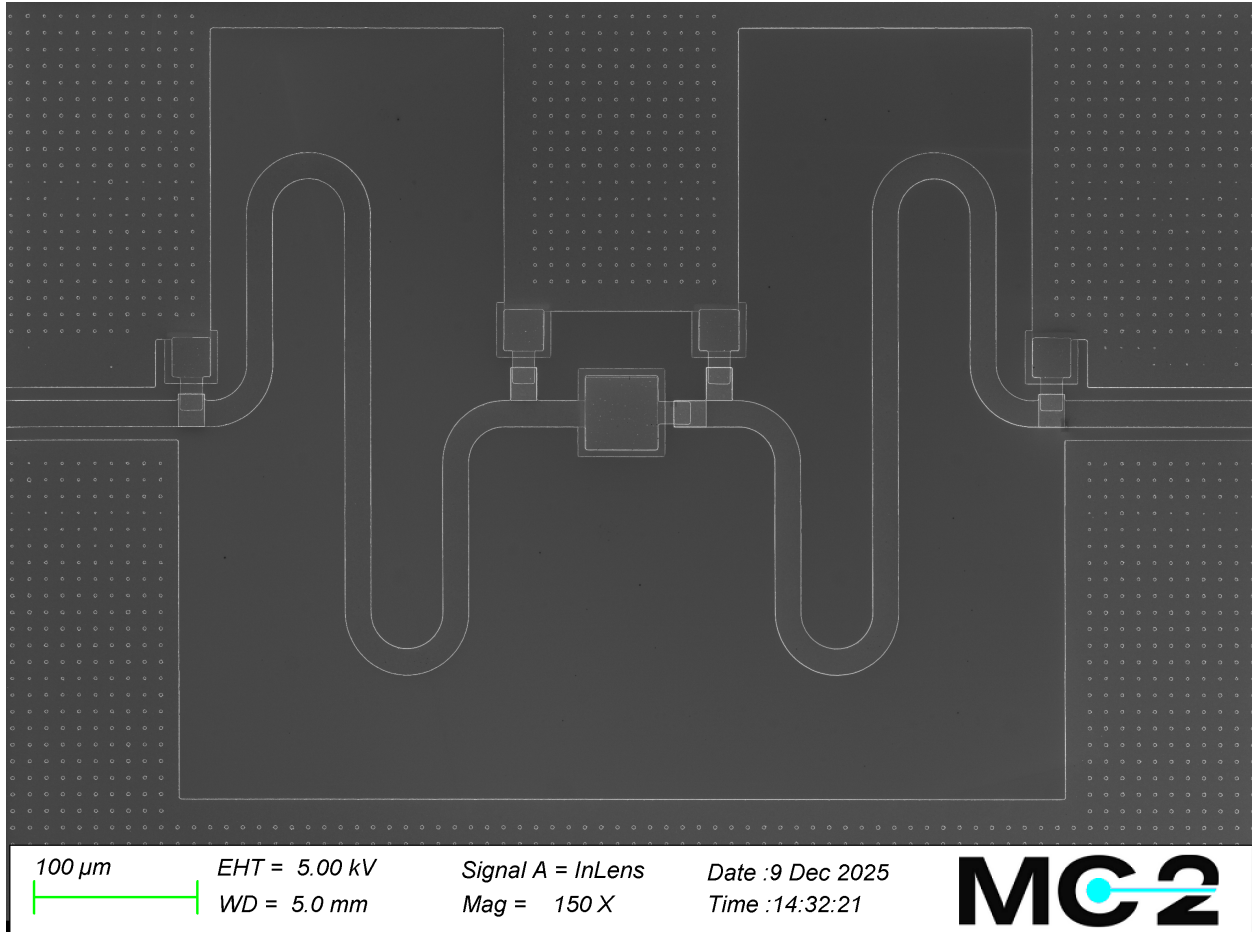 100 µm
EHT = 5.00 kV
WD = 5.0 mm
Signal A = InLens
Mag = 150 X
Date :9 Dec 2025
Time :14:32:21
MC2